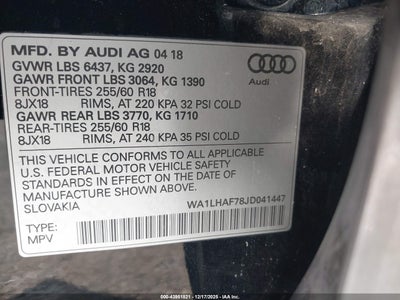 MFD. BY AUDI AG 04 18
GVWR LBS 6437, KG 2920
GAWR FRONT LBS 3064, KG 1390
FRONT-TIRES 255/60 R18
8JX18 RIMS, AT 220 KPA 32 PSI COLD
GAWR REAR LBS 3770, KG 1710
REAR-TIRES 255/60 R18
8JX18 RIMS, AT 240 KPA 35 PSI COLD
Audi
THIS VEHICLE CONFORMS TO ALL APPLICABLE
U.S. FEDERAL MOTOR VEHICLE SAFETY
STANDARDS IN EFFECT ON THE DATE OF
MANUFACTURE SHOWN ABOVE.
SLOVAKIA
WA1LHAF78JD041447
TYPE:
MPV
000-43961521 - 12/17/2025 - IAAI.COM